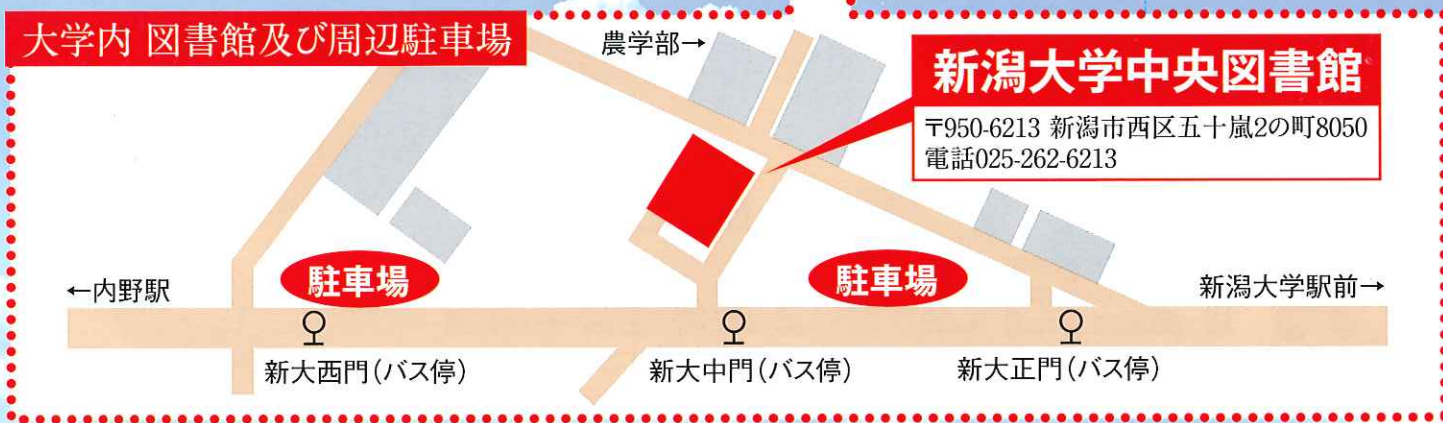 大学内 図書館及び周辺駐車場
農学部→
新潟大学中央図書館
〒950-6213 新潟市西区五十嵐2の町8050
電話025-262-6213
駐車場
駐車場
←内野駅
新潟大学駅前→
新大西門(バス停)
新大中門(バス停)
新大正門(バス停)